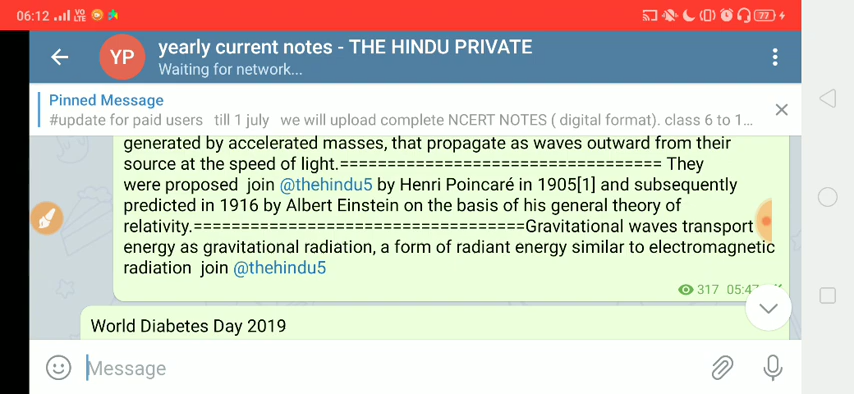 06:12 VO LTE 77
YP yearly current notes - THE HINDU PRIVATE
Waiting for network...
Pinned Message
#update for paid users till 1 july we will upload complete NCERT NOTES ( digital format). class 6 to 1...
generated by accelerated masses, that propagate as waves outward from their
source at the speed of light.================================= They
were proposed join @thehindu5 by Henri Poincaré in 1905[1] and subsequently
predicted in 1916 by Albert Einstein on the basis of his general theory of
relativity.==================================Gravitational waves transport
energy as gravitational radiation, a form of radiant energy similar to electromagnetic
radiation join @thehindu5
317 05:47
World Diabetes Day 2019
Message